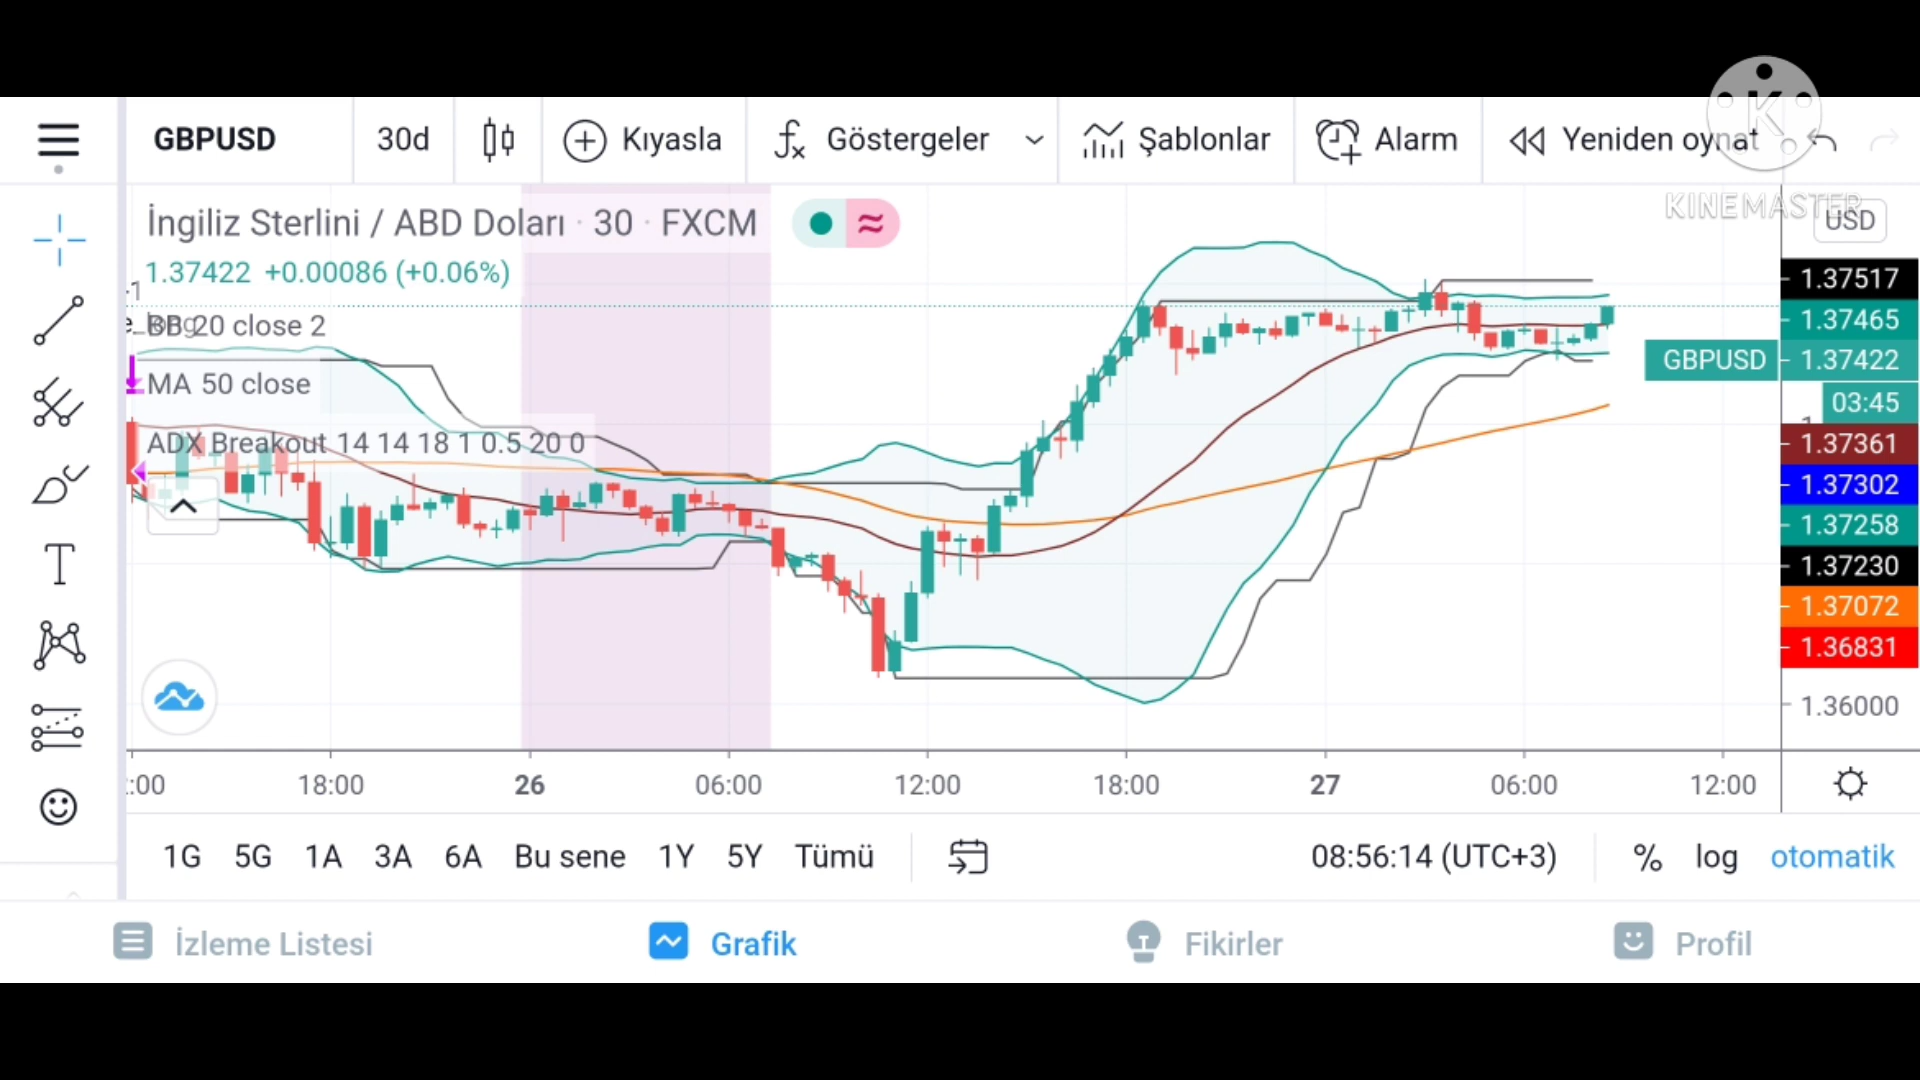 GBPUSD 30d Kıyasla Göstergeler Şablonlar Alarm Yeniden oynat
K
KINEMASTER
İngiliz Sterlini / ABD Doları · 30 · FXCM
USD
1.37422 +0.00086 (+0.06%)
BB 20 close 2
MA 50 close
ADX Breakout 14 14 18 1 0.5 20 0
1.37517
1.37465
GBPUSD 1.37422
03:45
1.37361
1.37302
1.37258
1.37230
1.37072
1.36831
1.36000
:00 18:00 26 06:00 12:00 18:00 27 06:00 12:00
1G 5G 1A 3A 6A Bu sene 1Y 5Y Tümü 08:56:14 (UTC+3) % log otomatik
İzleme Listesi Grafik Fikirler Profil